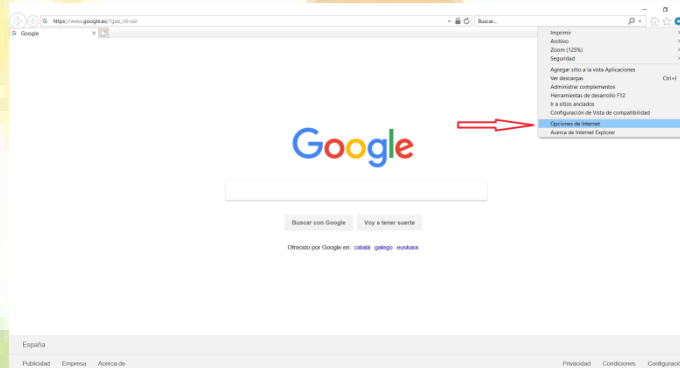 https://www.google.es/?gws_rd=ssl
Buscar...
Google
Imprimir
Archivo
Zoom (125%)
Seguridad
Agregar sitio a la vista Aplicaciones
Ver descargas Ctrl+J
Administrar complementos
Herramientas de desarrollo F12
Ir a sitios anclados
Configuración de Vista de compatibilidad
Opciones de Internet
Acerca de Internet Explorer
Google
Buscar con Google Voy a tener suerte
Ofrecido por Google en: català galego euskara
España
Publicidad Empresa Acerca de Privacidad Condiciones Configuració